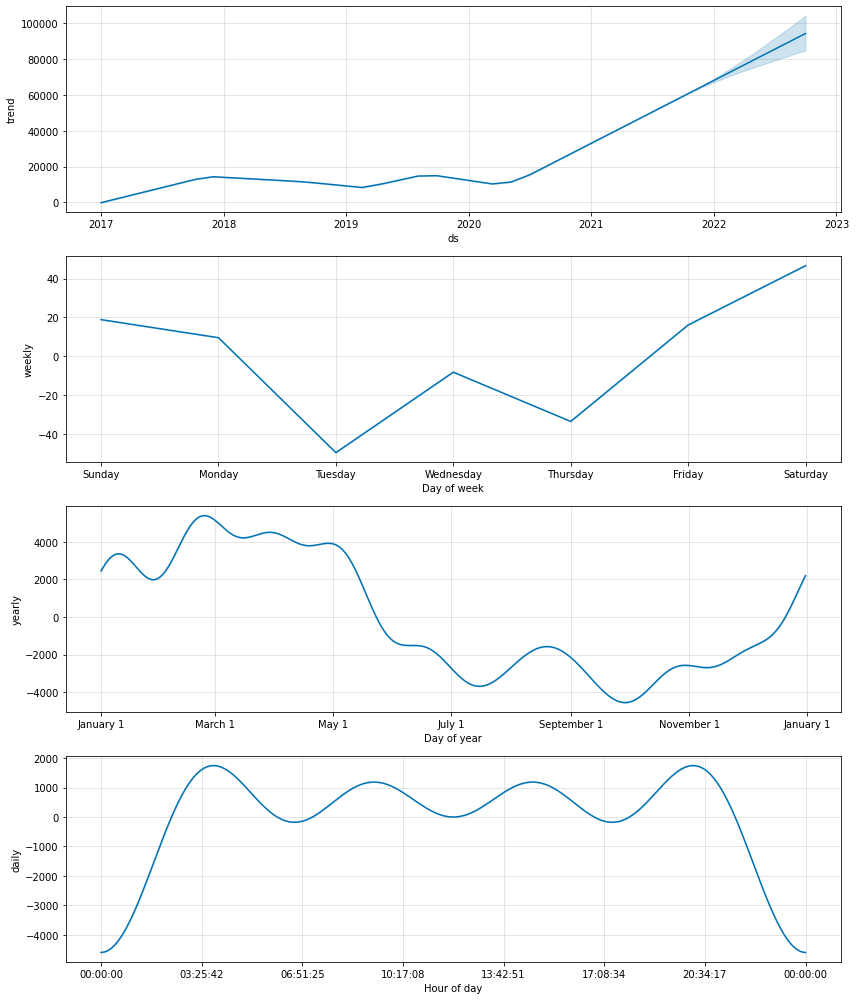 100000
80000
60000
40000
20000
0
trend
2017 2018 2019 2020 2021 2022 2023
ds
40
20
0
−20
−40
weekly
Sunday Monday Tuesday Wednesday Thursday Friday Saturday
Day of week
4000
2000
0
−2000
−4000
yearly
January 1 March 1 May 1 July 1 September 1 November 1 January 1
Day of year
2000
1000
0
−1000
−2000
−3000
−4000
daily
00:00:00 03:25:42 06:51:25 10:17:08 13:42:51 17:08:34 20:34:17 00:00:00
Hour of day